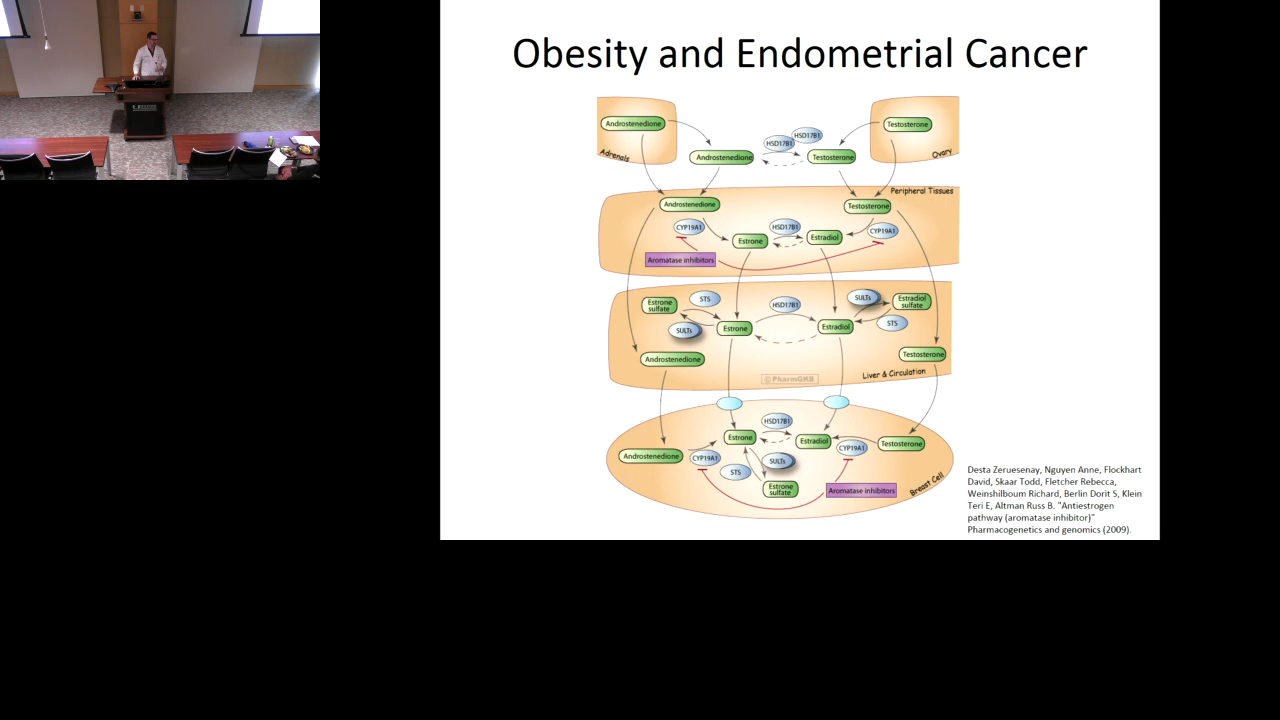 Obesity and Endometrial Cancer
Androstenedione
Adrenals
Androstenedione
HSD17B1
HSD17B1
Testosterone
Testosterone
Ovary
Peripheral Tissues
Androstenedione
Testosterone
CYP19A1
Estrone
HSD17B1
Estradiol
CYP19A1
Aromatase inhibitors
Estrone
sulfate
STS
SULTs
Estrone
HSD17B1
Estradiol
SULTs
Estradiol
sulfate
STS
Androstenedione
Testosterone
© PharmGKB
Liver & Circulation
HSD17B1
Estrone
Estradiol
Testosterone
Androstenedione
CYP19A1
CYP19A1
STS
SULTs
Estrone
sulfate
Aromatase inhibitors
Breast Cell
Desta Zeruesenay, Nguyen Anne, Flockhart
David, Skaar Todd, Fletcher Rebecca,
Weinshilboum Richard, Berlin Dorit S, Klein
Teri E, Altman Russ B. "Antiestrogen
pathway (aromatase inhibitor)"
Pharmacogenetics and genomics (2009).